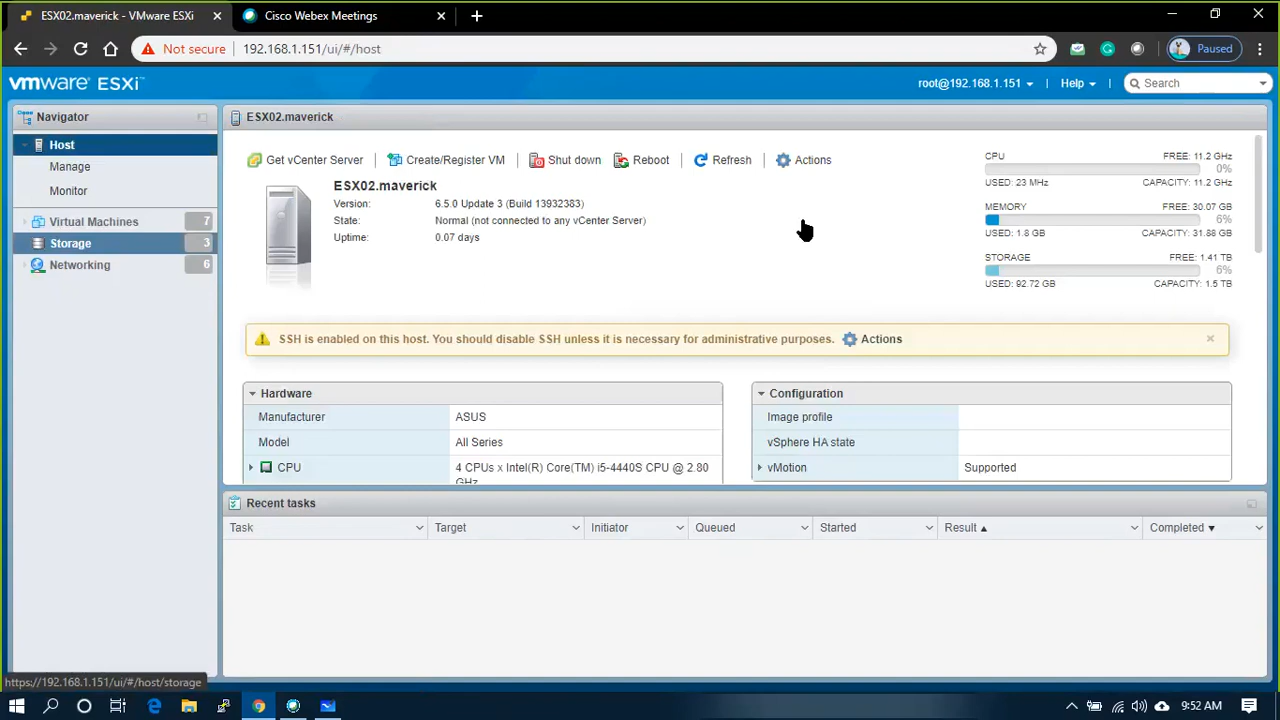 ESX02.maverick - VMware ESXi
Cisco Webex Meetings
Not secure
192.168.1.151/ui/#/host
Paused
vmware ESXi™
root@192.168.1.151
Help
Search
Navigator
ESX02.maverick
Host
Manage
Monitor
Virtual Machines 7
Storage 3
Networking 6
Get vCenter Server
Create/Register VM
Shut down
Reboot
Refresh
Actions
ESX02.maverick
Version: 6.5.0 Update 3 (Build 13932383)
State: Normal (not connected to any vCenter Server)
Uptime: 0.07 days
CPU FREE: 11.2 GHz
0%
USED: 23 MHz CAPACITY: 11.2 GHz
MEMORY FREE: 30.07 GB
6%
USED: 1.8 GB CAPACITY: 31.88 GB
STORAGE FREE: 1.41 TB
6%
USED: 92.72 GB CAPACITY: 1.5 TB
SSH is enabled on this host. You should disable SSH unless it is necessary for administrative purposes. Actions
Hardware
Manufacturer ASUS
Model All Series
CPU 4 CPUs x Intel(R) Core(TM) i5-4440S CPU @ 2.80
GHz
Configuration
Image profile
vSphere HA state
vMotion Supported
Recent tasks
Task Target Initiator Queued Started Result Completed
https://192.168.1.151/ui/#/host/storage
9:52 AM